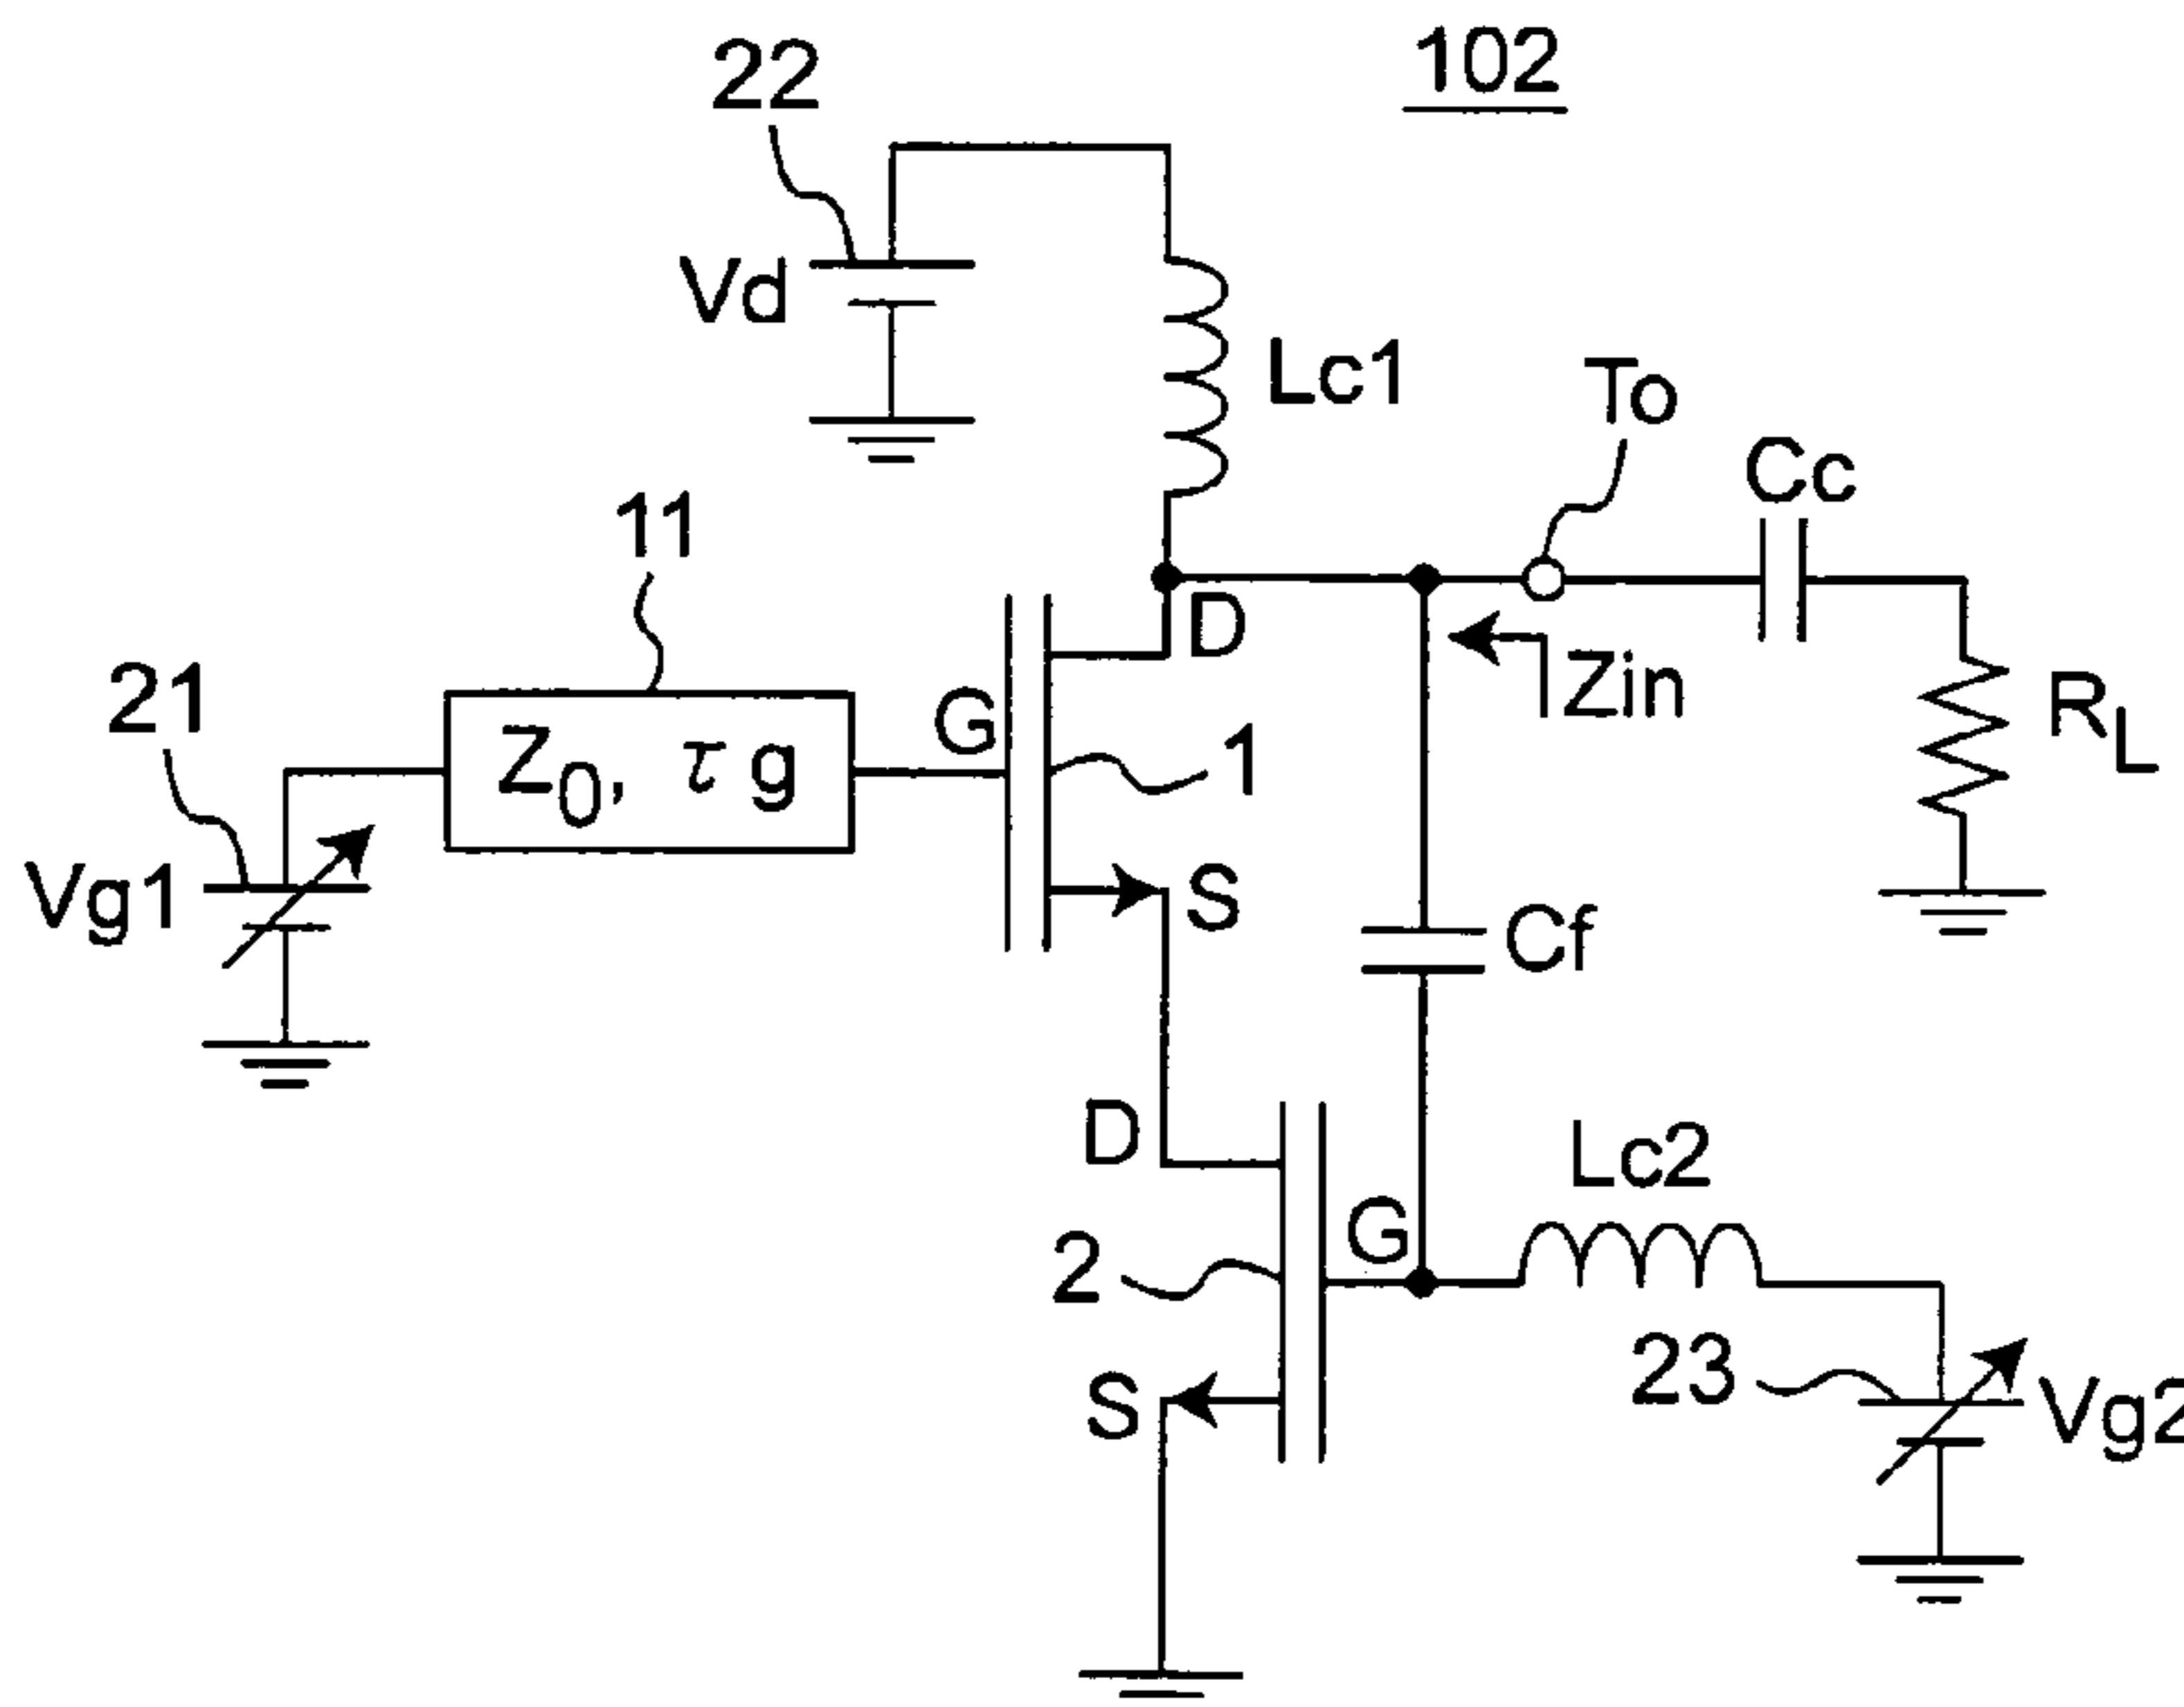 102
22
Vd
Lc1
To
Cc
11
D
Zin
RL
21
G
Z0, τg
1
Vg1
S
Cf
D
Lc2
G
2
23
S
Vg2